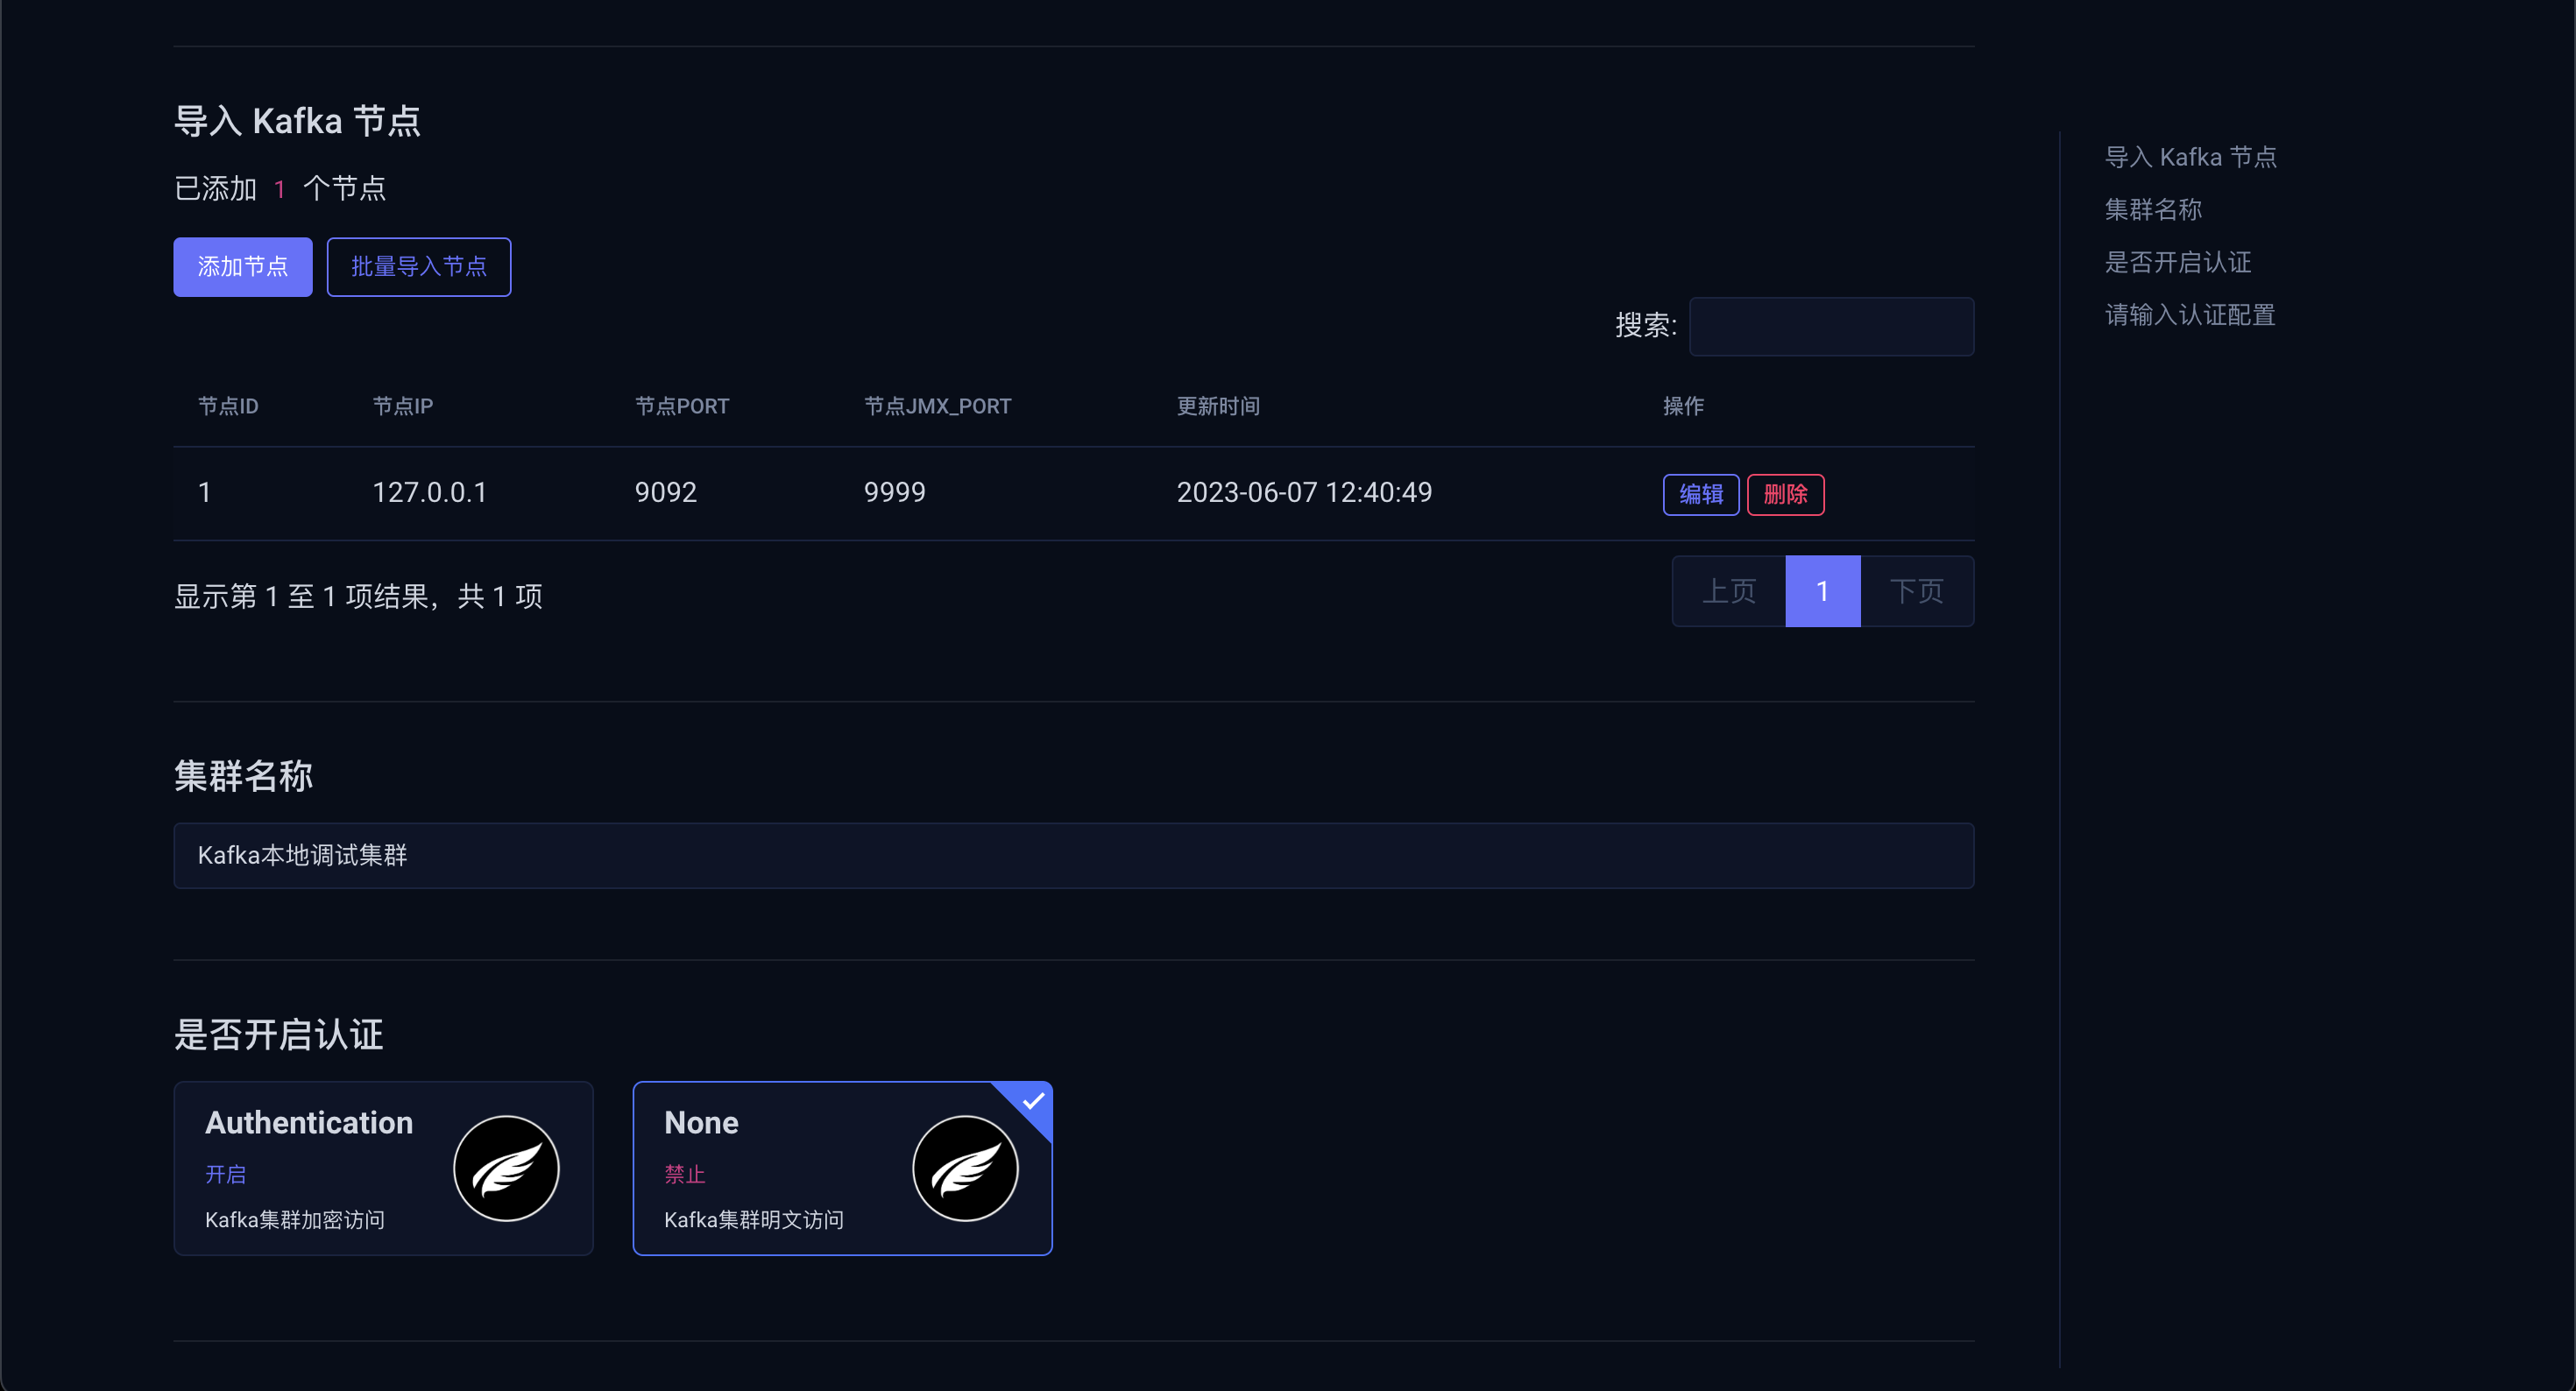 导入 Kafka 节点
已添加 1 个节点
添加节点 批量导入节点
搜索:
节点ID 节点IP 节点PORT 节点JMX_PORT 更新时间 操作
1 127.0.0.1 9092 9999 2023-06-07 12:40:49 编辑 删除
显示第 1 至 1 项结果，共 1 项
上页 1 下页
集群名称
Kafka本地调试集群
是否开启认证
Authentication
开启
Kafka集群加密访问
None
禁止
Kafka集群明文访问
导入 Kafka 节点
集群名称
是否开启认证
请输入认证配置